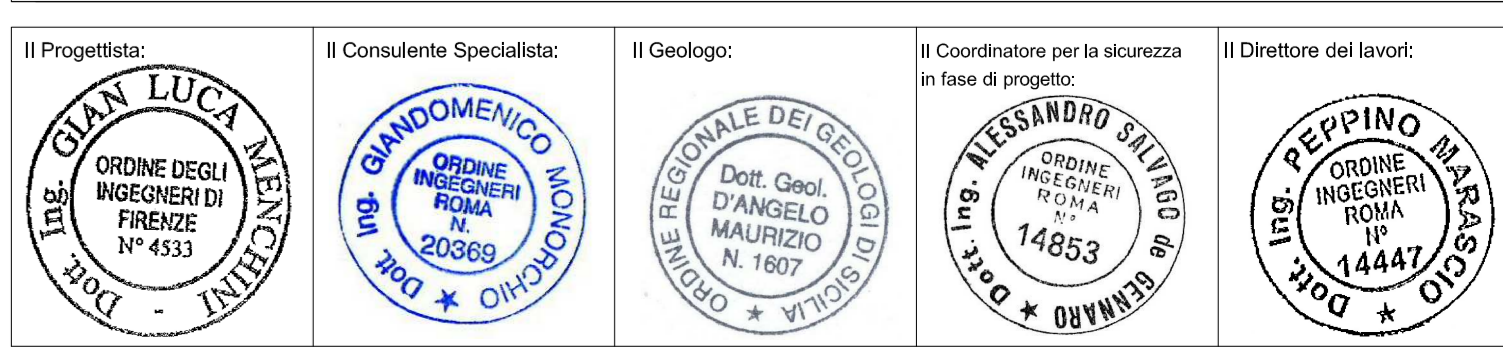 Il Progettista:
Dott. Ing. GIAN LUCA MENCHINI -
ORDINE DEGLI
INGEGNERI DI
FIRENZE
N° 4533
Il Consulente Specialista:
Dott. Ing. GIANDOMENICO MONORCHIO ★
ORDINE
INGEGNERI
ROMA
N.
20369
Il Geologo:
ORDINE REGIONALE DEI GEOLOGI DI SICILIA ★
Dott. Geol.
D'ANGELO
MAURIZIO
N. 1607
Il Coordinatore per la sicurezza
in fase di progetto:
Dott. Ing. ALESSANDRO SALVAGO de GENNARO ★
ORDINE
INGEGNERI
ROMA
N°
14853
Il Direttore dei lavori:
Dott. Ing. PEPPINO MARASCIO ★
ORDINE
INGEGNERI
ROMA
N°
14447